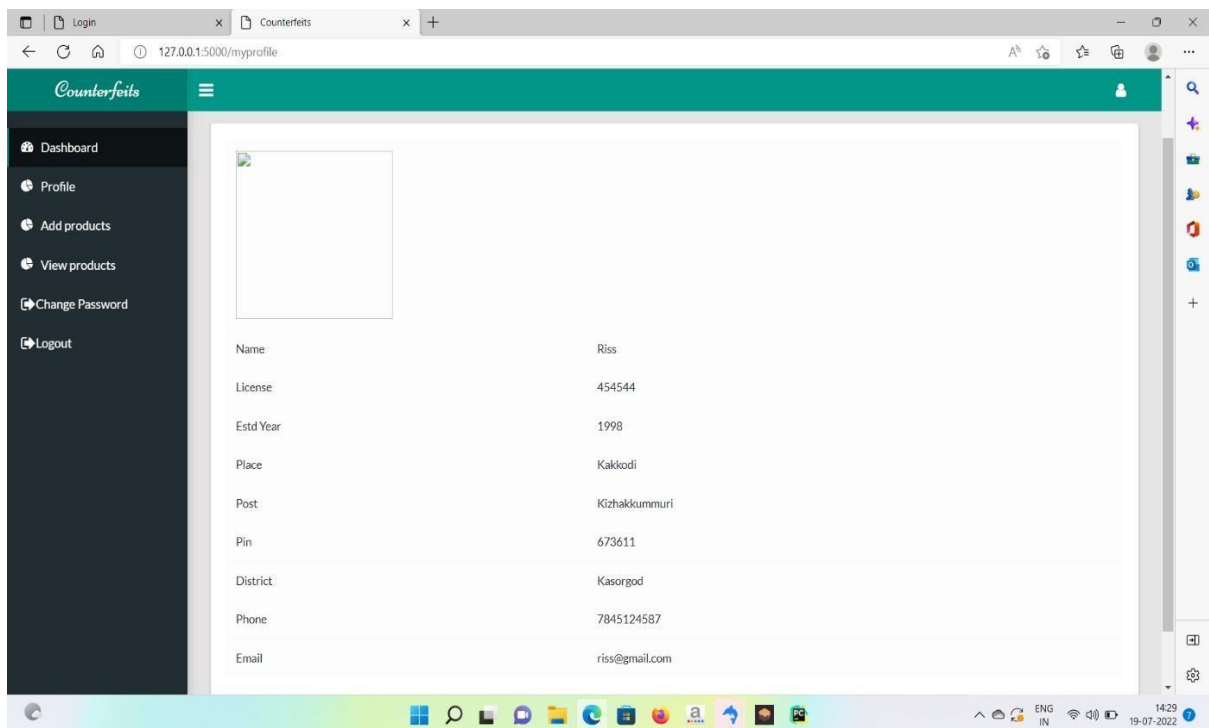 Login
Counterfeits
127.0.0.1:5000/myprofile
Counterfeits
Dashboard
Profile
Add products
View products
Change Password
Logout
Name Riss
License 454544
Estd Year 1998
Place Kakkodi
Post Kizhakkummuri
Pin 673611
District Kasorgod
Phone 7845124587
Email riss@gmail.com
ENG
IN
14:29
19-07-2022
7